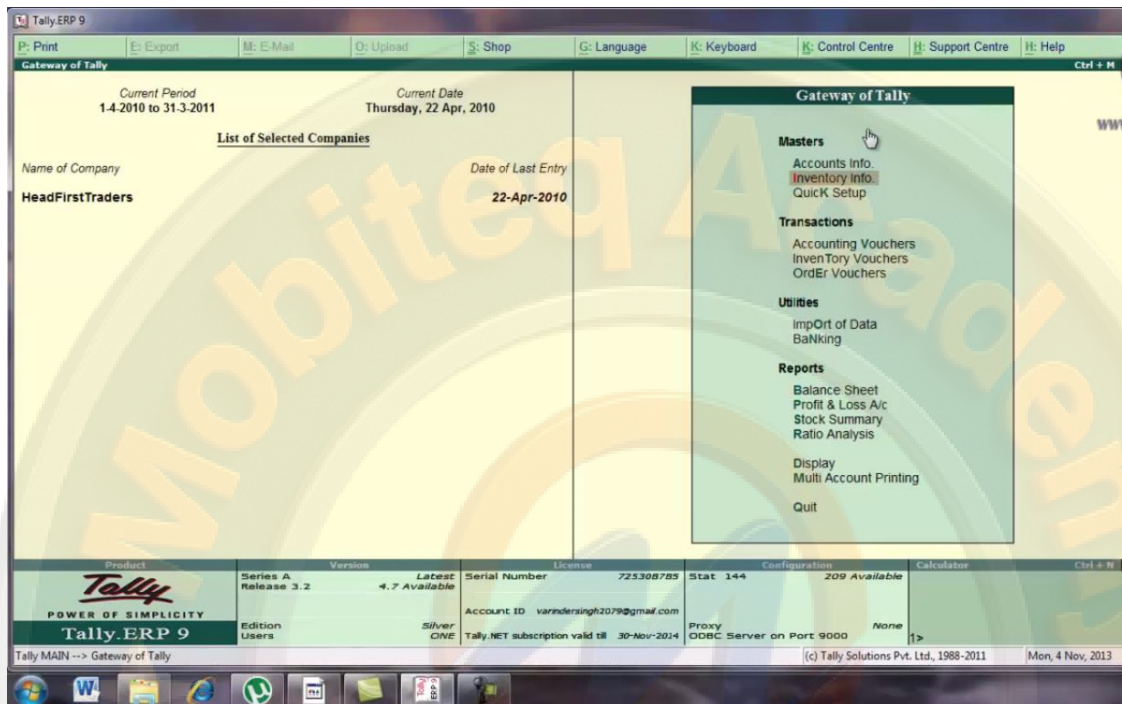 Tally.ERP 9
P: Print E: Export M: E-Mail O: Upload S: Shop G: Language K: Keyboard K: Control Centre H: Support Centre H: Help
Gateway of Tally Ctrl + M
Current Period Current Date
1-4-2010 to 31-3-2011 Thursday, 22 Apr, 2010
List of Selected Companies
Name of Company Date of Last Entry
HeadFirstTraders 22-Apr-2010
Gateway of Tally
Masters
Accounts Info.
Inventory Info.
QuicK Setup
Transactions
Accounting Vouchers
InvenTory Vouchers
OrdEr Vouchers
Utilities
ImpOrt of Data
BaNking
Reports
Balance Sheet
Profit & Loss A/c
Stock Summary
Ratio Analysis
Display
Multi Account Printing
Quit
www
Mobiteq Academ
Product Version License Configuration Calculator Ctrl + N
Tally
POWER OF SIMPLICITY
Tally.ERP 9
Series A Latest
Release 3.2 4.7 Available
Edition Silver
Users ONE
Serial Number 725308785
Account ID varindersingh2079@gmail.com
Tally.NET subscription valid till 30-Nov-2014
Stat 144 209 Available
Proxy None
ODBC Server on Port 9000
1>
Tally MAIN --> Gateway of Tally (c) Tally Solutions Pvt. Ltd., 1988-2011 Mon, 4 Nov, 2013